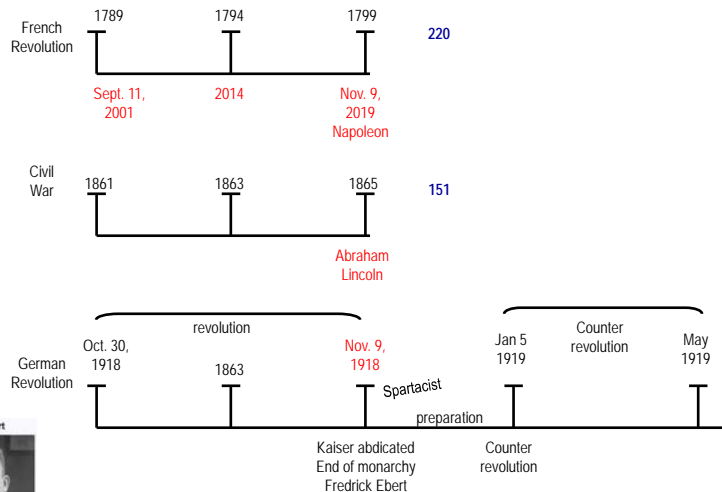 French
Revolution
1789
1794
1799
220
Sept. 11,
2001
2014
Nov. 9,
2019
Napoleon
Civil
War
1861
1863
1865
151
Abraham
Lincoln
revolution
Counter
revolution
German
Revolution
Oct. 30,
1918
1863
Nov. 9,
1918
Spartacist
preparation
Jan 5
1919
May
1919
Kaiser abdicated
End of monarchy
Fredrick Ebert
Counter
revolution